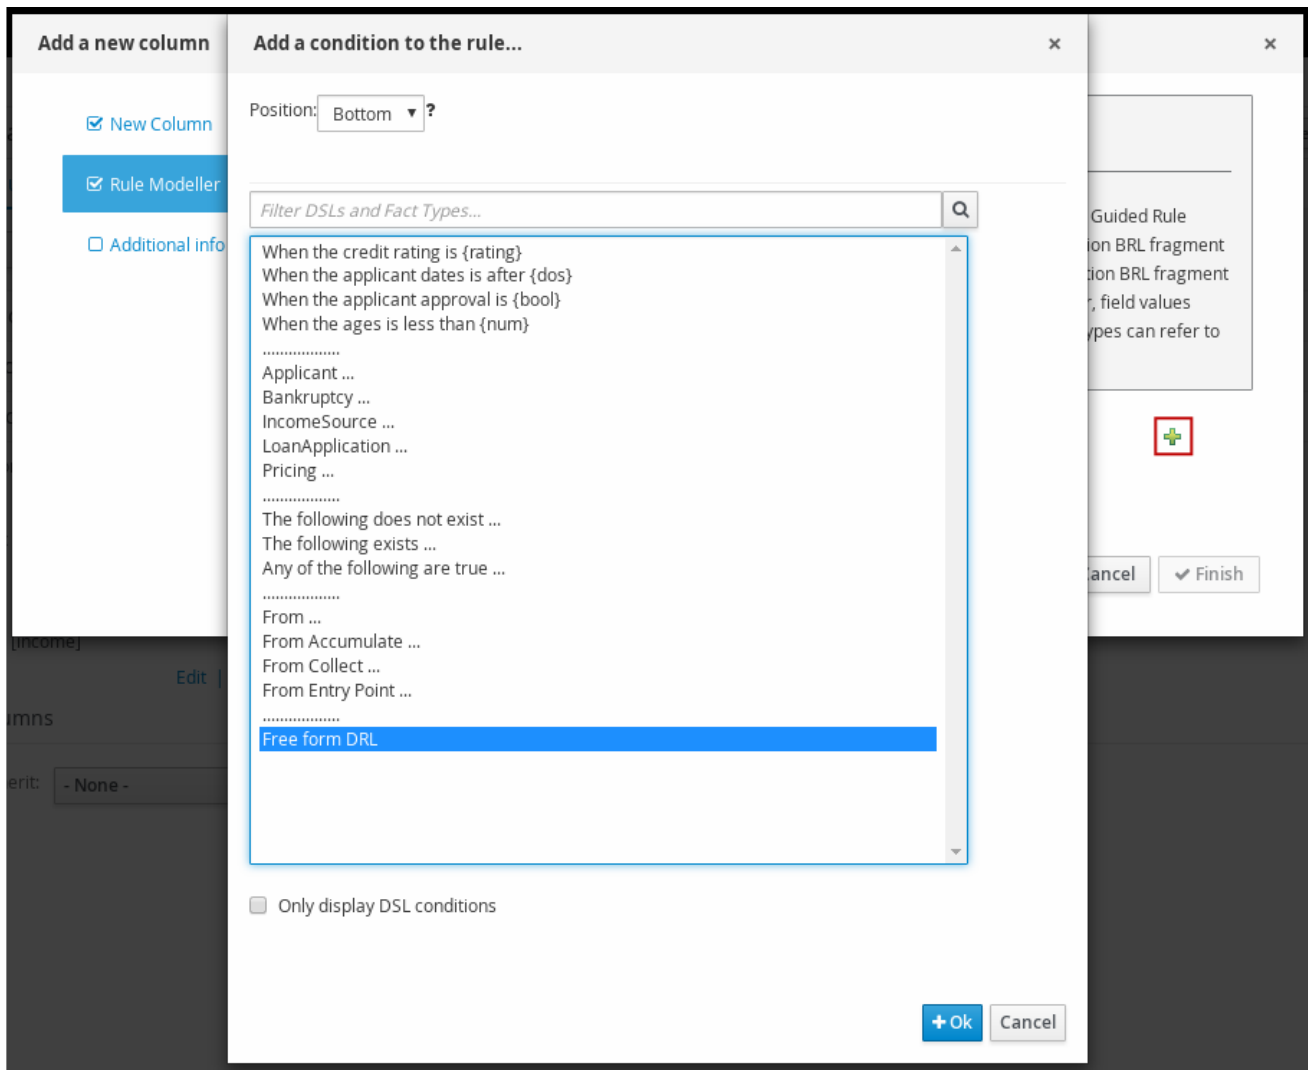 Add a new column
Add a condition to the rule...
Position:
Bottom
?
New Column
Rule Modeller
Additional info
Filter DSLs and Fact Types...
When the credit rating is {rating}
When the applicant dates is after {dos}
When the applicant approval is {bool}
When the ages is less than {num}
..................
Applicant ...
Bankruptcy ...
IncomeSource ...
LoanApplication ...
Pricing ...
..................
The following does not exist ...
The following exists ...
Any of the following are true ...
..................
From ...
From Accumulate ...
From Collect ...
From Entry Point ...
..................
Free form DRL
Only display DSL conditions
+ Ok
Cancel
Guided Rule
ion BRL fragment
tion BRL fragment
, field values
ypes can refer to
ancel
Finish
[income]
Edit |
umns
erit:
- None -